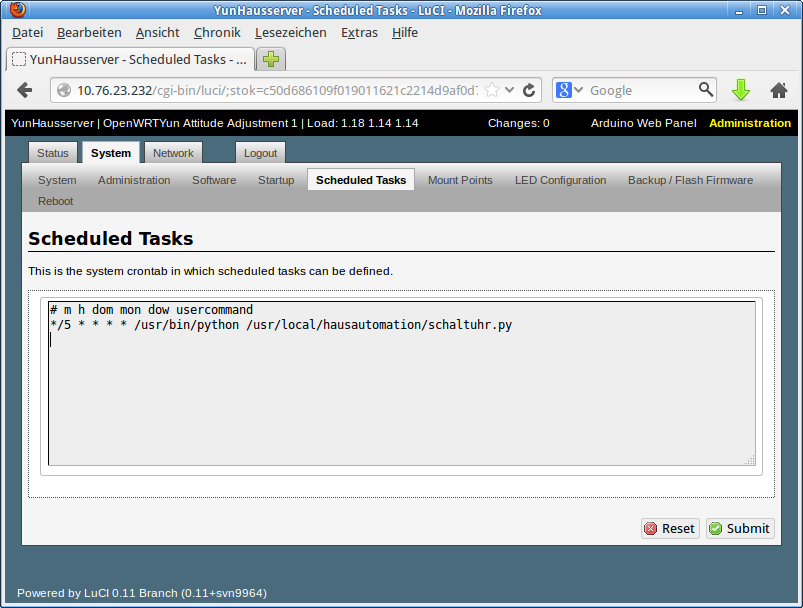 YunHausserver - Scheduled Tasks - LuCI - Mozilla Firefox
Datei Bearbeiten Ansicht Chronik Lesezeichen Extras Hilfe
YunHausserver - Scheduled Tasks - ...
10.76.23.232/cgi-bin/luci/;stok=c50d686109f019011621c2214d9af0d
Google
YunHausserver | OpenWRTYun Attitude Adjustment 1 | Load: 1.18 1.14 1.14 Changes: 0 Arduino Web Panel Administration
Status System Network Logout
System Administration Software Startup Scheduled Tasks Mount Points LED Configuration Backup / Flash Firmware
Reboot
Scheduled Tasks
This is the system crontab in which scheduled tasks can be defined.
# m h dom mon dow usercommand
*/5 * * * * /usr/bin/python /usr/local/hausautomation/schaltuhr.py
Reset Submit
Powered by LuCI 0.11 Branch (0.11+svn9964)